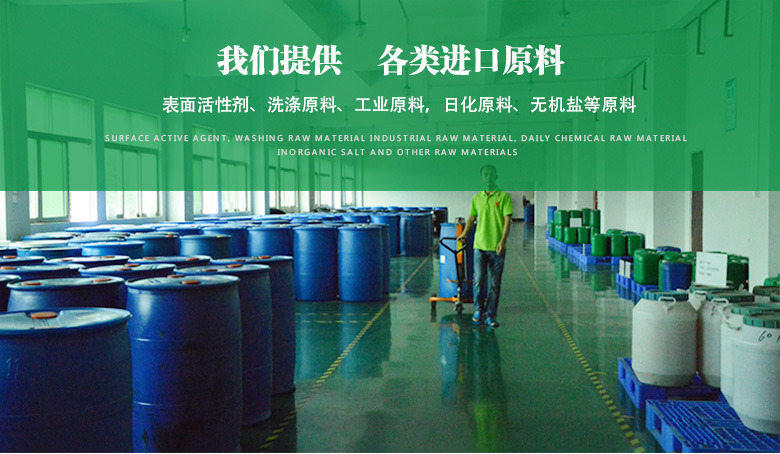 我们提供 各类进口原料
表面活性剂、洗涤原料、工业原料，日化原料、无机盐等原料
SURFACE ACTIVE AGENT, WASHING RAW MATERIAL INDUSTRIAL RAW MATERIAL, DAILY CHEMICAL RAW MATERIAL
INORGANIC SALT AND OTHER RAW MATERIALS